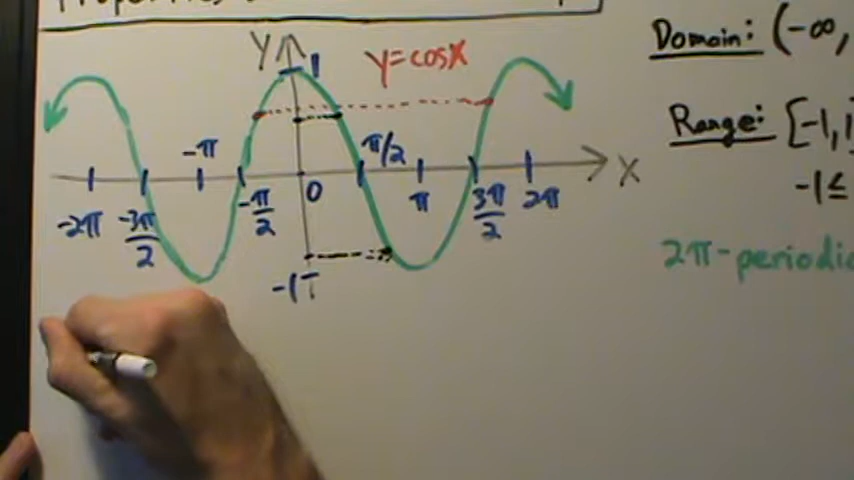 Properties
Y
1
y=cosx
Domain: (-∞,
Range: [-1,1
-1≤
2π-periodic
-π
π/2
X
-2π
-3π/2
-π/2
0
π
3π/2
2π
-1